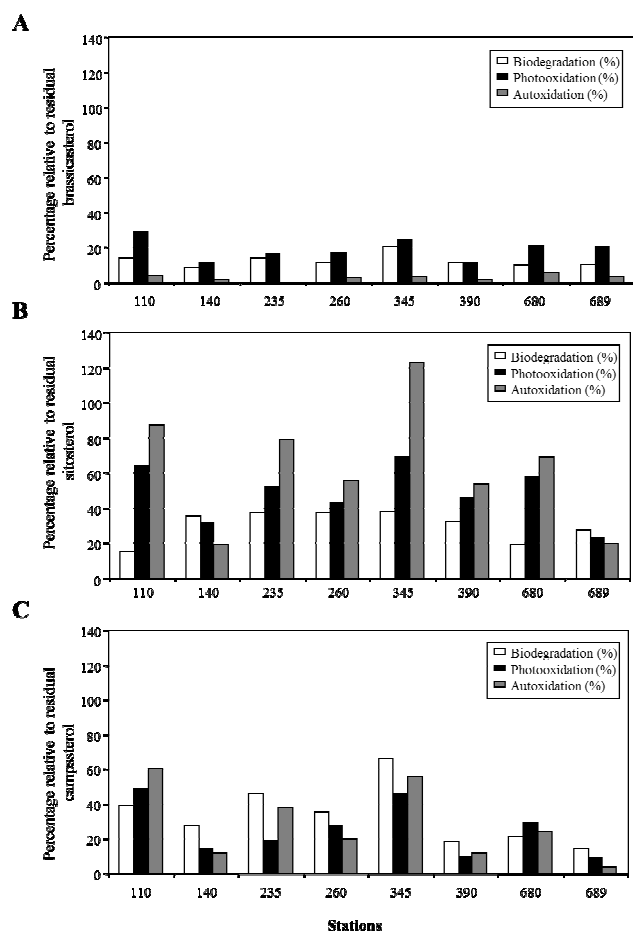 A
Percentage relative to residual
brassicasterol
140
120
100
80
60
40
20
0
Biodegradation (%)
Photooxidation (%)
Autoxidation (%)
110 140 235 260 345 390 680 689
B
Percentage relative to residual
sitosterol
140
120
100
80
60
40
20
0
Biodegradation (%)
Photooxidation (%)
Autoxidation (%)
110 140 235 260 345 390 680 689
C
Percentage relative to residual
campasterol
140
120
100
80
60
40
20
0
Biodegradation (%)
Photooxidation (%)
Autoxidation (%)
110 140 235 260 345 390 680 689
Stations